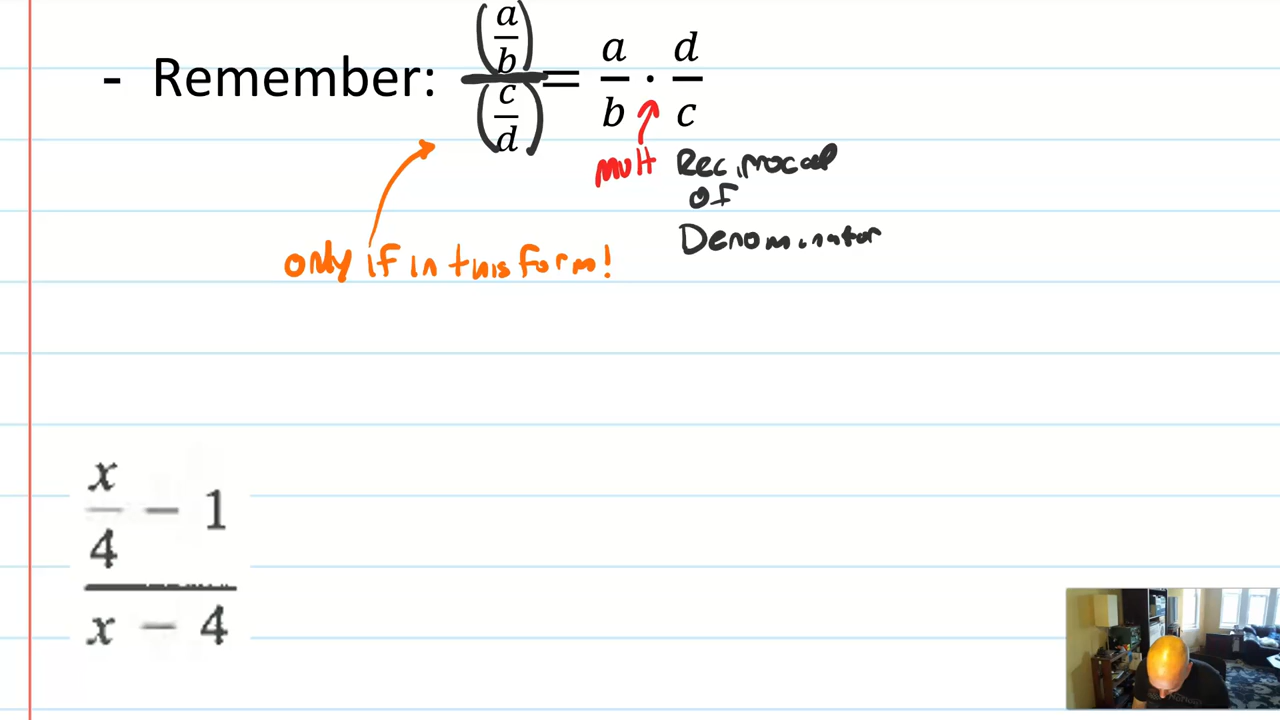 - Remember: (a/b)/(c/d) = a/b · d/c
mult Reciprocal
of
Denominator
only if in this form!
x/4 − 1
x − 4